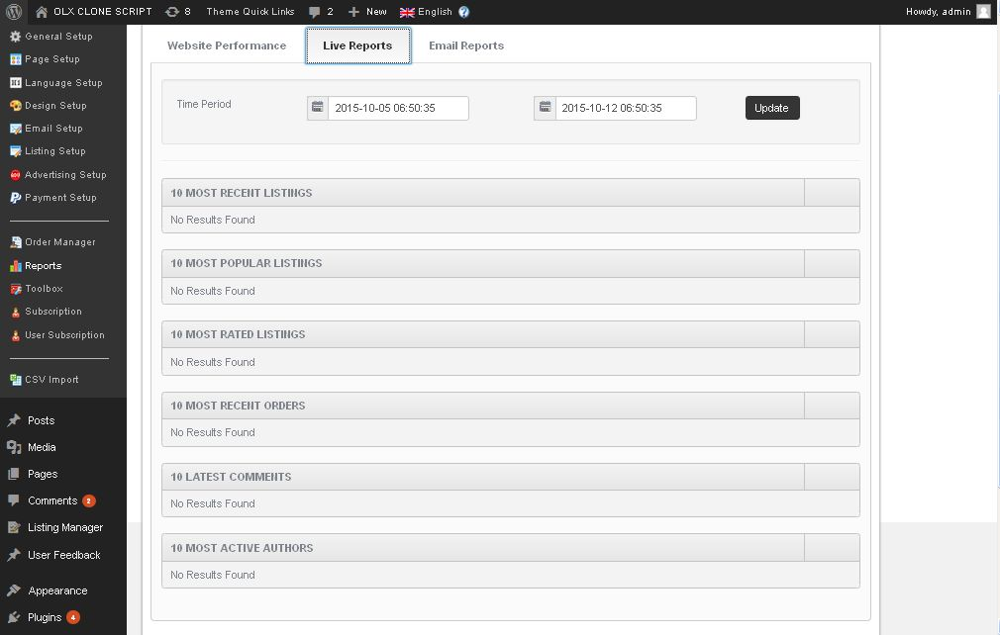 OLX CLONE SCRIPT 8 Theme Quick Links 2 New English ? Howdy, admin
General Setup
Page Setup
Language Setup
Design Setup
Email Setup
Listing Setup
Advertising Setup
Payment Setup
Order Manager
Reports
Toolbox
Subscription
User Subscription
CSV Import
Posts
Media
Pages
Comments 2
Listing Manager
User Feedback
Appearance
Plugins 4
Website Performance Live Reports Email Reports
Time Period 2015-10-05 06:50:35 2015-10-12 06:50:35 Update
10 MOST RECENT LISTINGS
No Results Found
10 MOST POPULAR LISTINGS
No Results Found
10 MOST RATED LISTINGS
No Results Found
10 MOST RECENT ORDERS
No Results Found
10 LATEST COMMENTS
No Results Found
10 MOST ACTIVE AUTHORS
No Results Found